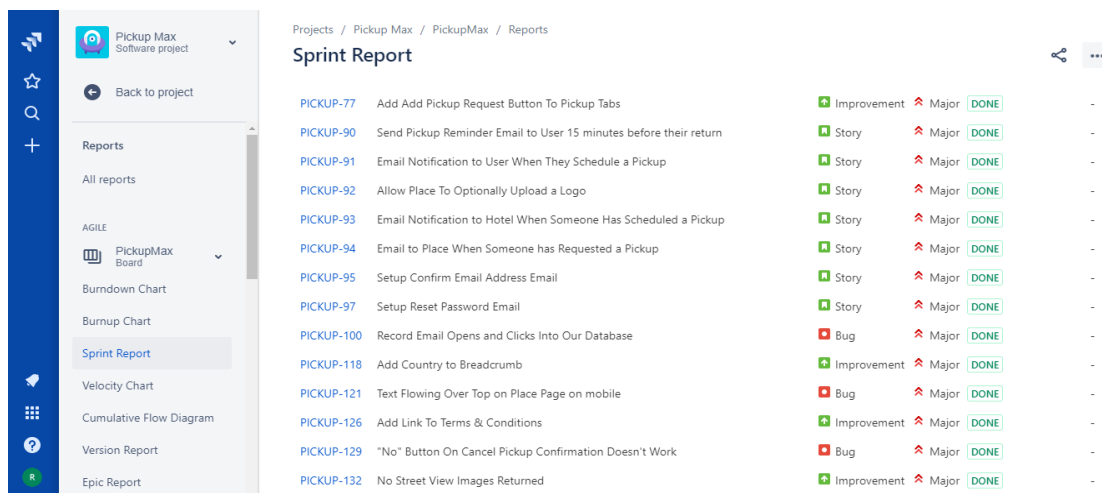 Pickup Max
Software project
Back to project
Reports
All reports
AGILE
PickupMax
Board
Burndown Chart
Burnup Chart
Sprint Report
Velocity Chart
Cumulative Flow Diagram
Version Report
Epic Report
R
Projects / Pickup Max / PickupMax / Reports
Sprint Report
PICKUP-77 Add Add Pickup Request Button To Pickup Tabs Improvement Major DONE -
PICKUP-90 Send Pickup Reminder Email to User 15 minutes before their return Story Major DONE -
PICKUP-91 Email Notification to User When They Schedule a Pickup Story Major DONE -
PICKUP-92 Allow Place To Optionally Upload a Logo Story Major DONE -
PICKUP-93 Email Notification to Hotel When Someone Has Scheduled a Pickup Story Major DONE -
PICKUP-94 Email to Place When Someone has Requested a Pickup Story Major DONE -
PICKUP-95 Setup Confirm Email Address Email Story Major DONE -
PICKUP-97 Setup Reset Password Email Story Major DONE -
PICKUP-100 Record Email Opens and Clicks Into Our Database Bug Major DONE -
PICKUP-118 Add Country to Breadcrumb Improvement Major DONE -
PICKUP-121 Text Flowing Over Top on Place Page on mobile Bug Major DONE -
PICKUP-126 Add Link To Terms & Conditions Improvement Major DONE -
PICKUP-129 "No" Button On Cancel Pickup Confirmation Doesn't Work Bug Major DONE -
PICKUP-132 No Street View Images Returned Improvement Major DONE -